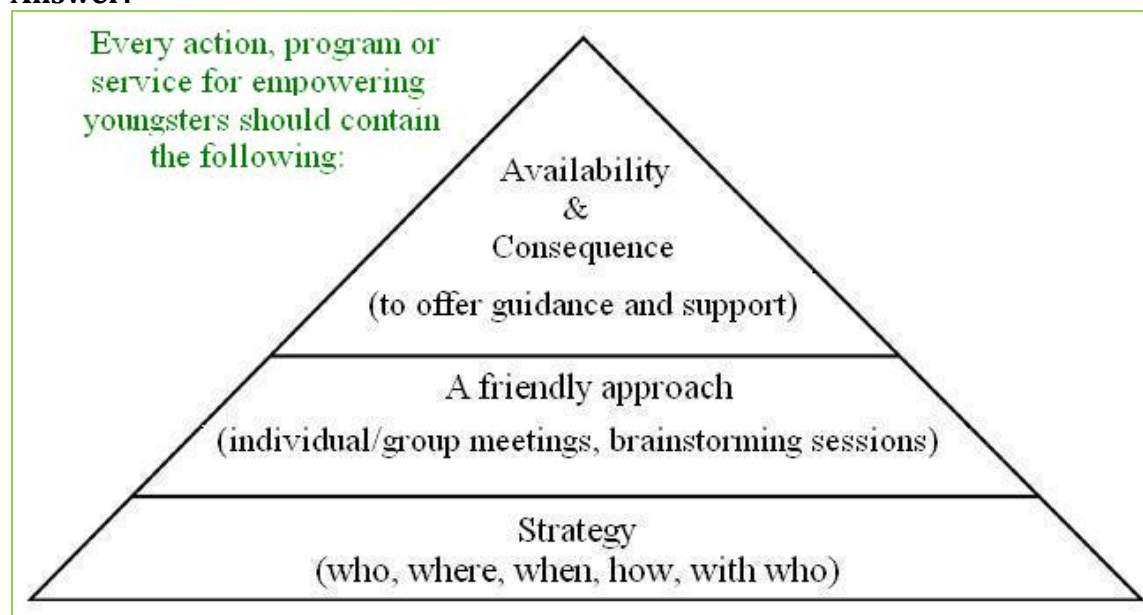 Every action, program or
service for empowering
youngsters should contain
the following:
Availability
&
Consequence
(to offer guidance and support)
A friendly approach
(individual/group meetings, brainstorming sessions)
Strategy
(who, where, when, how, with who)